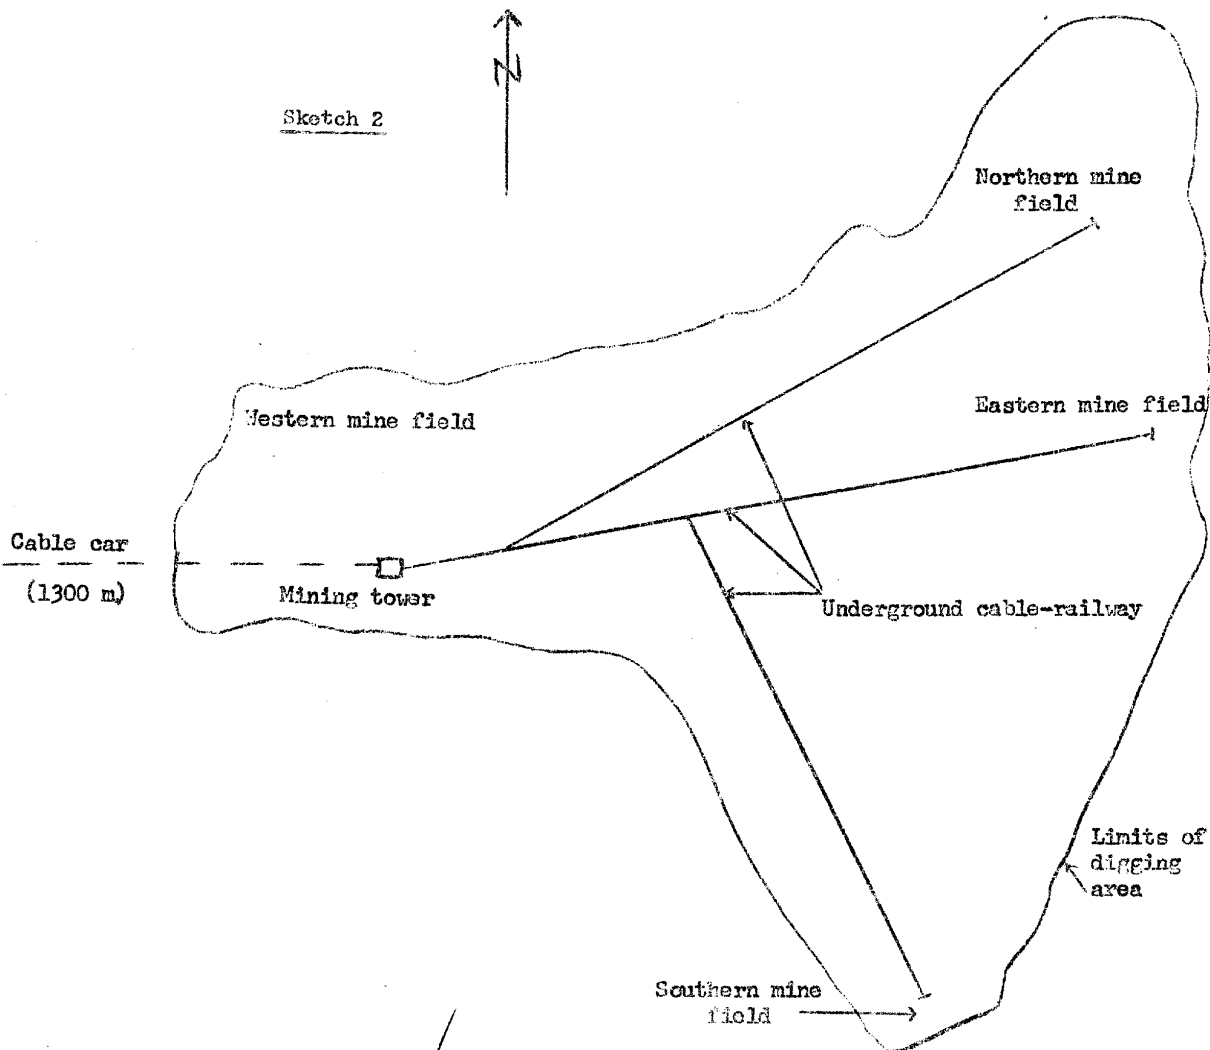 N
Sketch 2
Northern mine
field
Eastern mine field
Western mine field
Cable car
(1300 m)
Mining tower
Underground cable-railway
Limits of
digging
area
Southern mine
field